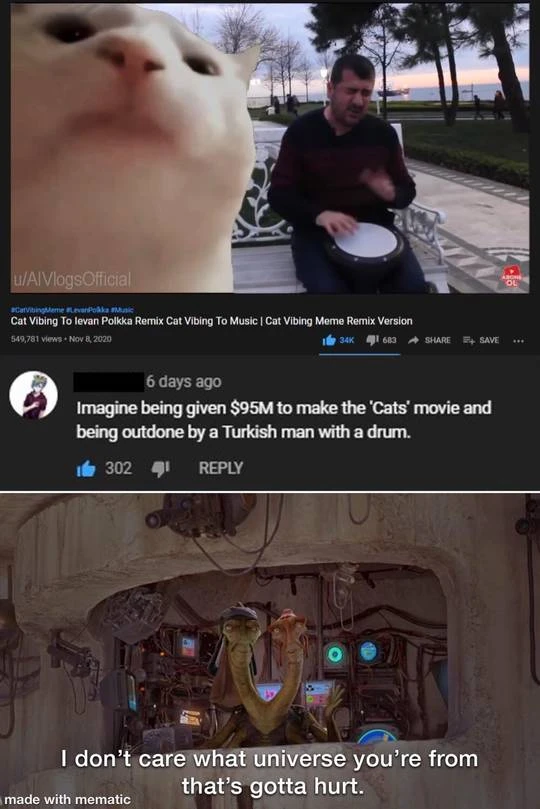 u/AIVlogsOfficial
ABONE
OL
#CatVibingMeme #LevanPolkka #Music
Cat Vibing To Ievan Polkka Remix Cat Vibing To Music | Cat Vibing Meme Remix Version
549,781 views • Nov 8, 2020
34K 683 SHARE SAVE ...
6 days ago
Imagine being given $95M to make the 'Cats' movie and
being outdone by a Turkish man with a drum.
302 REPLY
I don't care what universe you're from
that's gotta hurt.
made with mematic